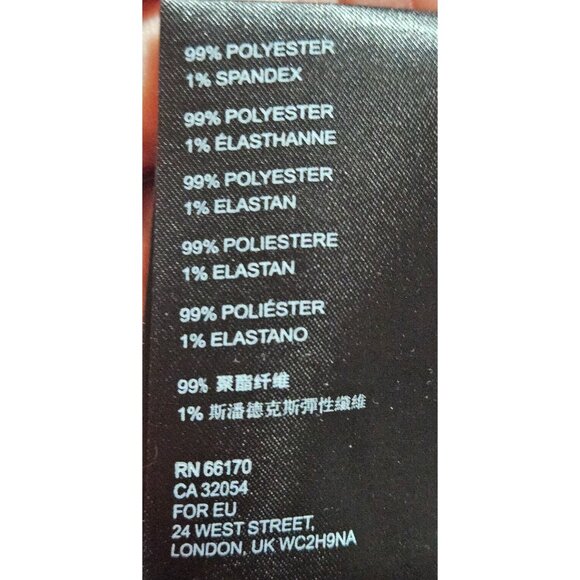 99% POLYESTER
1% SPANDEX
99% POLYESTER
1% ÉLASTHANNE
99% POLYESTER
1% ELASTAN
99% POLIESTERE
1% ELASTAN
99% POLIÉSTER
1% ELASTANO
99% 聚酯纤维
1% 斯潘德克斯彈性纖維
RN 66170
CA 32054
FOR EU
24 WEST STREET,
LONDON, UK WC2H9NA